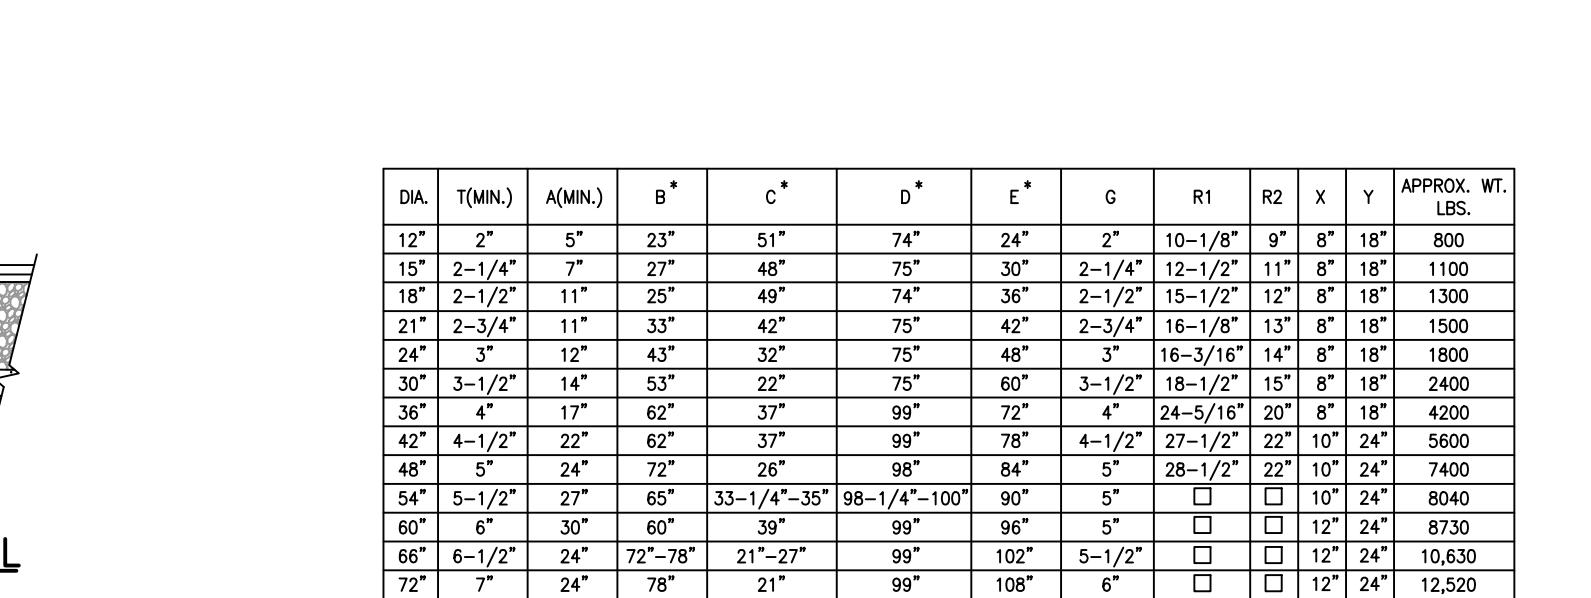 DIA. T(MIN.) A(MIN.) B* C* D* E* G R1 R2 X Y APPROX. WT. LBS.
12" 2" 5" 23" 51" 74" 24" 2" 10-1/8" 9" 8" 18" 800
15" 2-1/4" 7" 27" 48" 75" 30" 2-1/4" 12-1/2" 11" 8" 18" 1100
18" 2-1/2" 11" 25" 49" 74" 36" 2-1/2" 15-1/2" 12" 8" 18" 1300
21" 2-3/4" 11" 33" 42" 75" 42" 2-3/4" 16-1/8" 13" 8" 18" 1500
24" 3" 12" 43" 32" 75" 48" 3" 16-3/16" 14" 8" 18" 1800
30" 3-1/2" 14" 53" 22" 75" 60" 3-1/2" 18-1/2" 15" 8" 18" 2400
36" 4" 17" 62" 37" 99" 72" 4" 24-5/16" 20" 8" 18" 4200
42" 4-1/2" 22" 62" 37" 99" 78" 4-1/2" 27-1/2" 22" 10" 24" 5600
48" 5" 24" 72" 26" 98" 84" 5" 28-1/2" 22" 10" 24" 7400
54" 5-1/2" 27" 65" 33-1/4"-35" 98-1/4"-100" 90" 5" □ □ 10" 24" 8040
60" 6" 30" 60" 39" 99" 96" 5" □ □ 12" 24" 8730
66" 6-1/2" 24" 72"-78" 21"-27" 99" 102" 5-1/2" □ □ 12" 24" 10,630
72" 7" 24" 78" 21" 99" 108" 6" □ □ 12" 24" 12,520
L